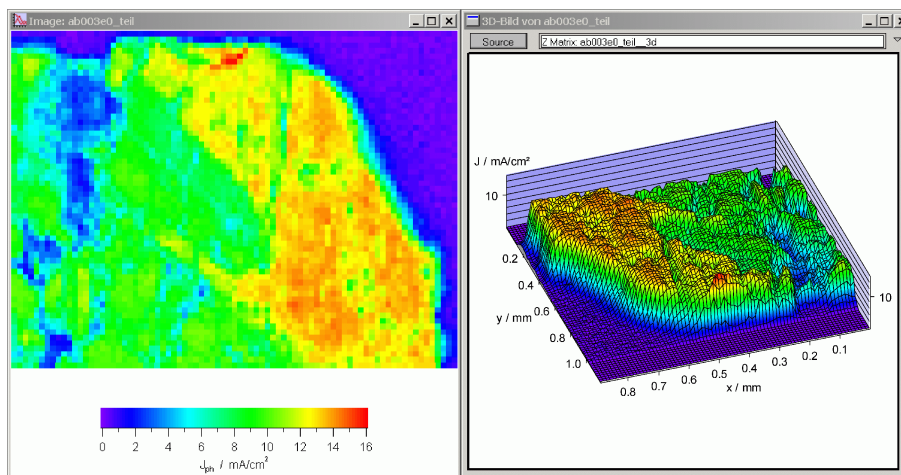 Image: ab003e0_teil
0 2 4 6 8 10 12 14 16
Jph / mA/cm²
3D-Bild von ab003e0_teil
Source
Z Matrix: ab003e0_teil__3d
J / mA/cm²
10
0.2
0.4
0.6
0.8
1.0
y / mm
10
0.8 0.7 0.6 0.5 0.4 0.3 0.2 0.1
x / mm